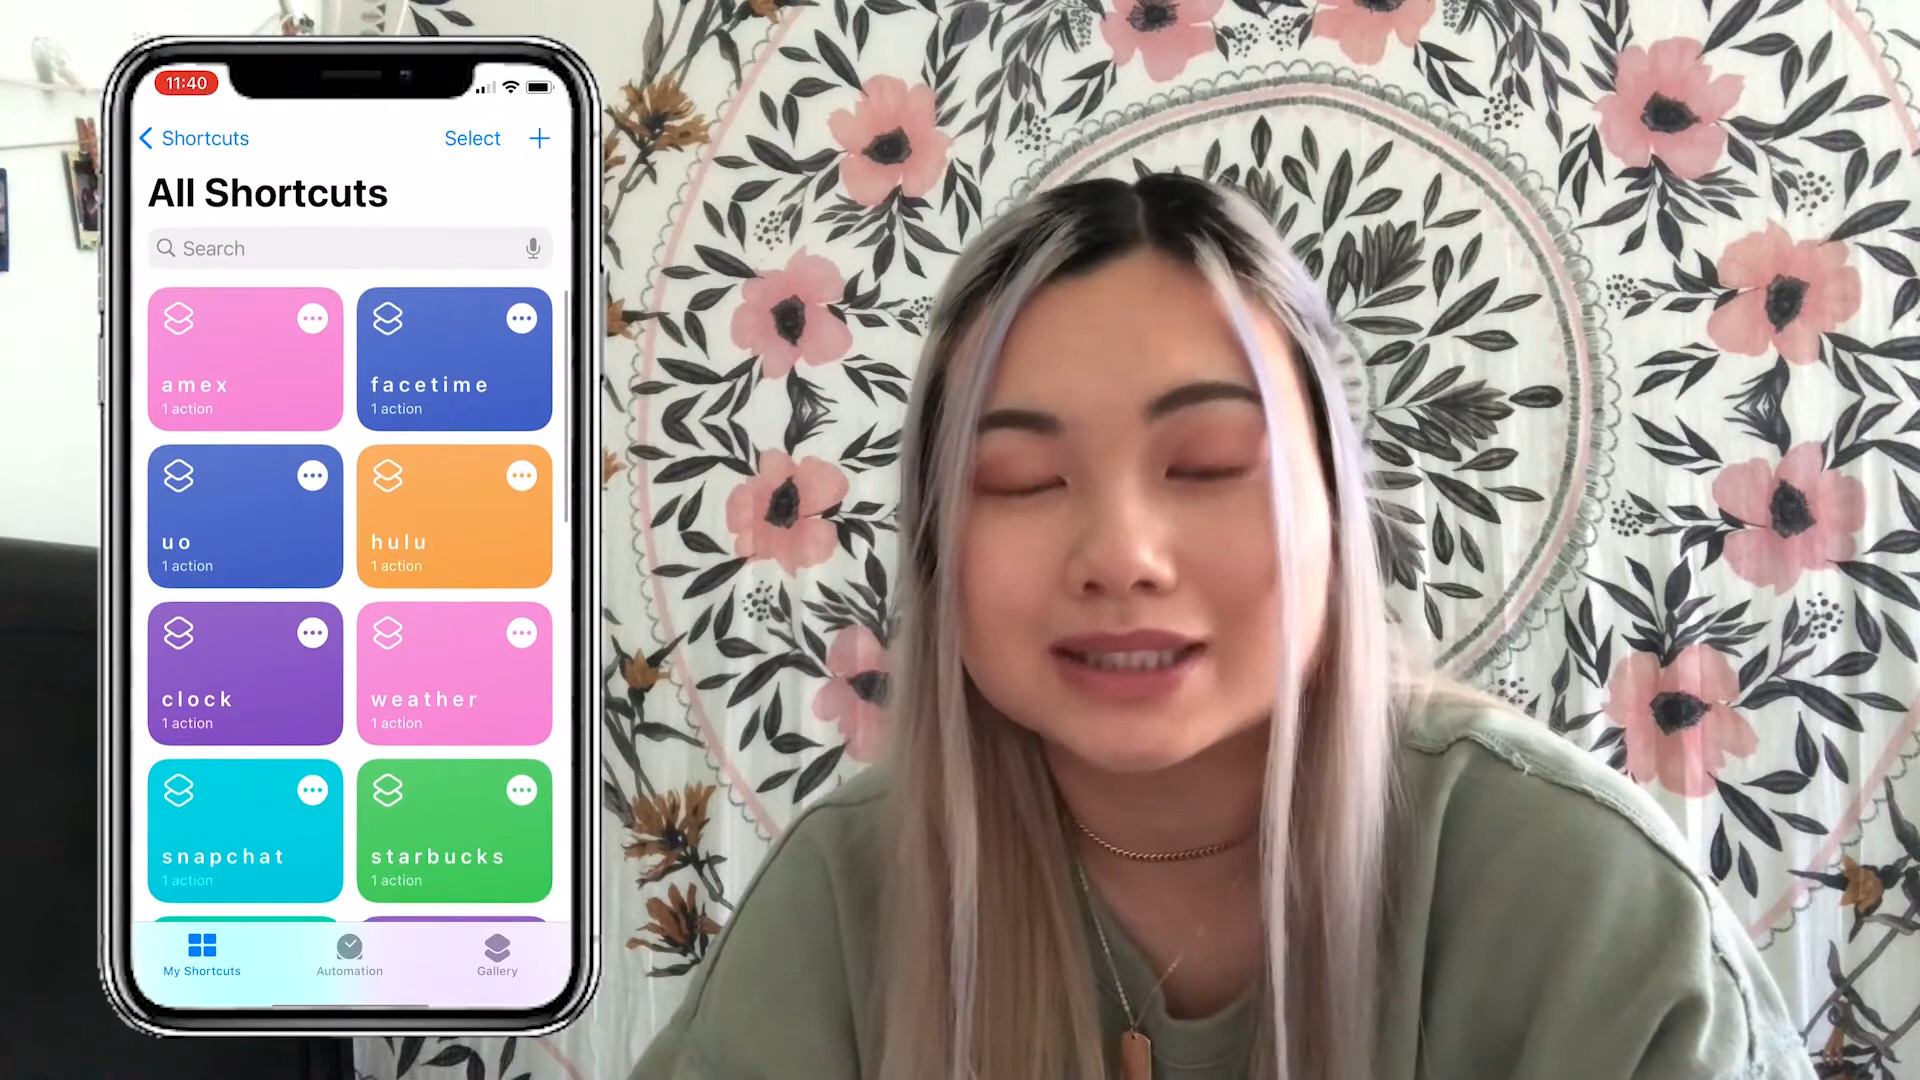 11:40
Shortcuts
Select
All Shortcuts
Search
amex
1 action
facetime
1 action
uo
1 action
hulu
1 action
clock
1 action
weather
1 action
snapchat
1 action
starbucks
1 action
My Shortcuts
Automation
Gallery